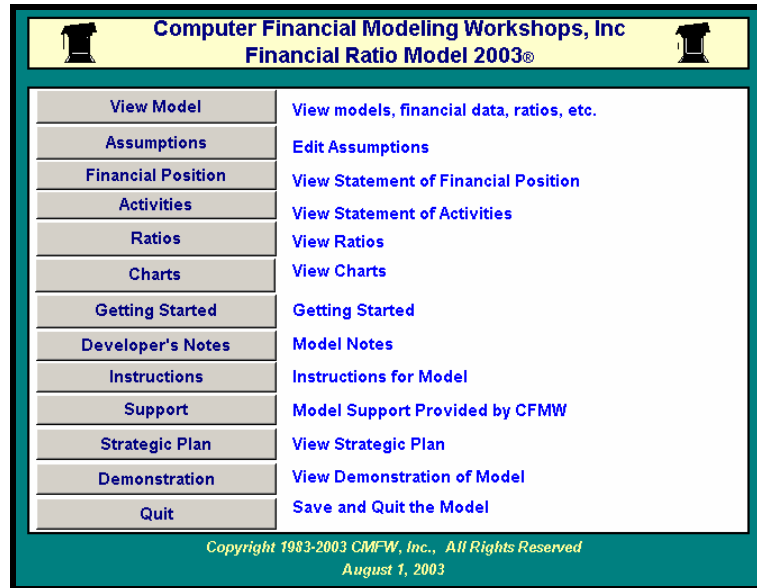 Computer Financial Modeling Workshops, Inc
Financial Ratio Model 2003®
View Model View models, financial data, ratios, etc.
Assumptions Edit Assumptions
Financial Position View Statement of Financial Position
Activities View Statement of Activities
Ratios View Ratios
Charts View Charts
Getting Started Getting Started
Developer's Notes Model Notes
Instructions Instructions for Model
Support Model Support Provided by CFMW
Strategic Plan View Strategic Plan
Demonstration View Demonstration of Model
Quit Save and Quit the Model
Copyright 1983-2003 CMFW, Inc., All Rights Reserved
August 1, 2003